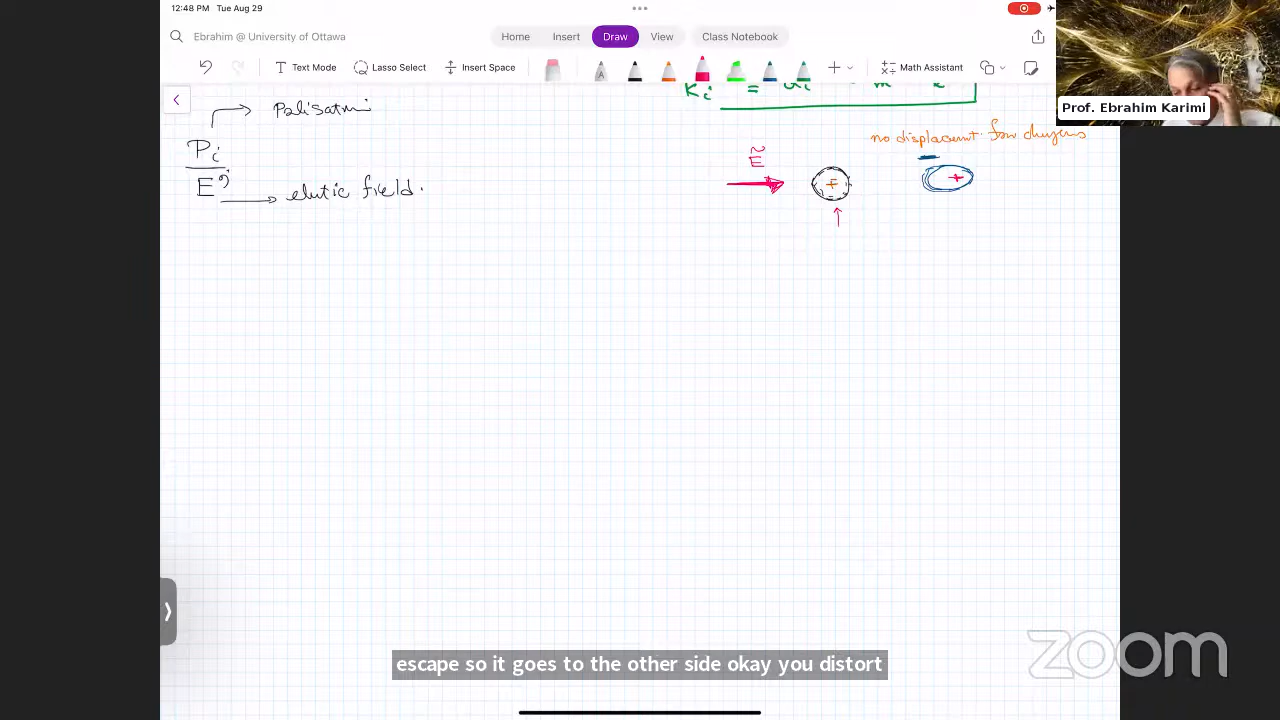 12:48 PM Tue Aug 29
Ebrahim @ University of Ottawa
Home Insert Draw View Class Notebook
Text Mode Lasso Select Insert Space Math Assistant
Prof. Ebrahim Karimi
Ki =
no displacement for charges
Ẽ
Pi
E
field.
escape so it goes to the other side okay you distort
zoom